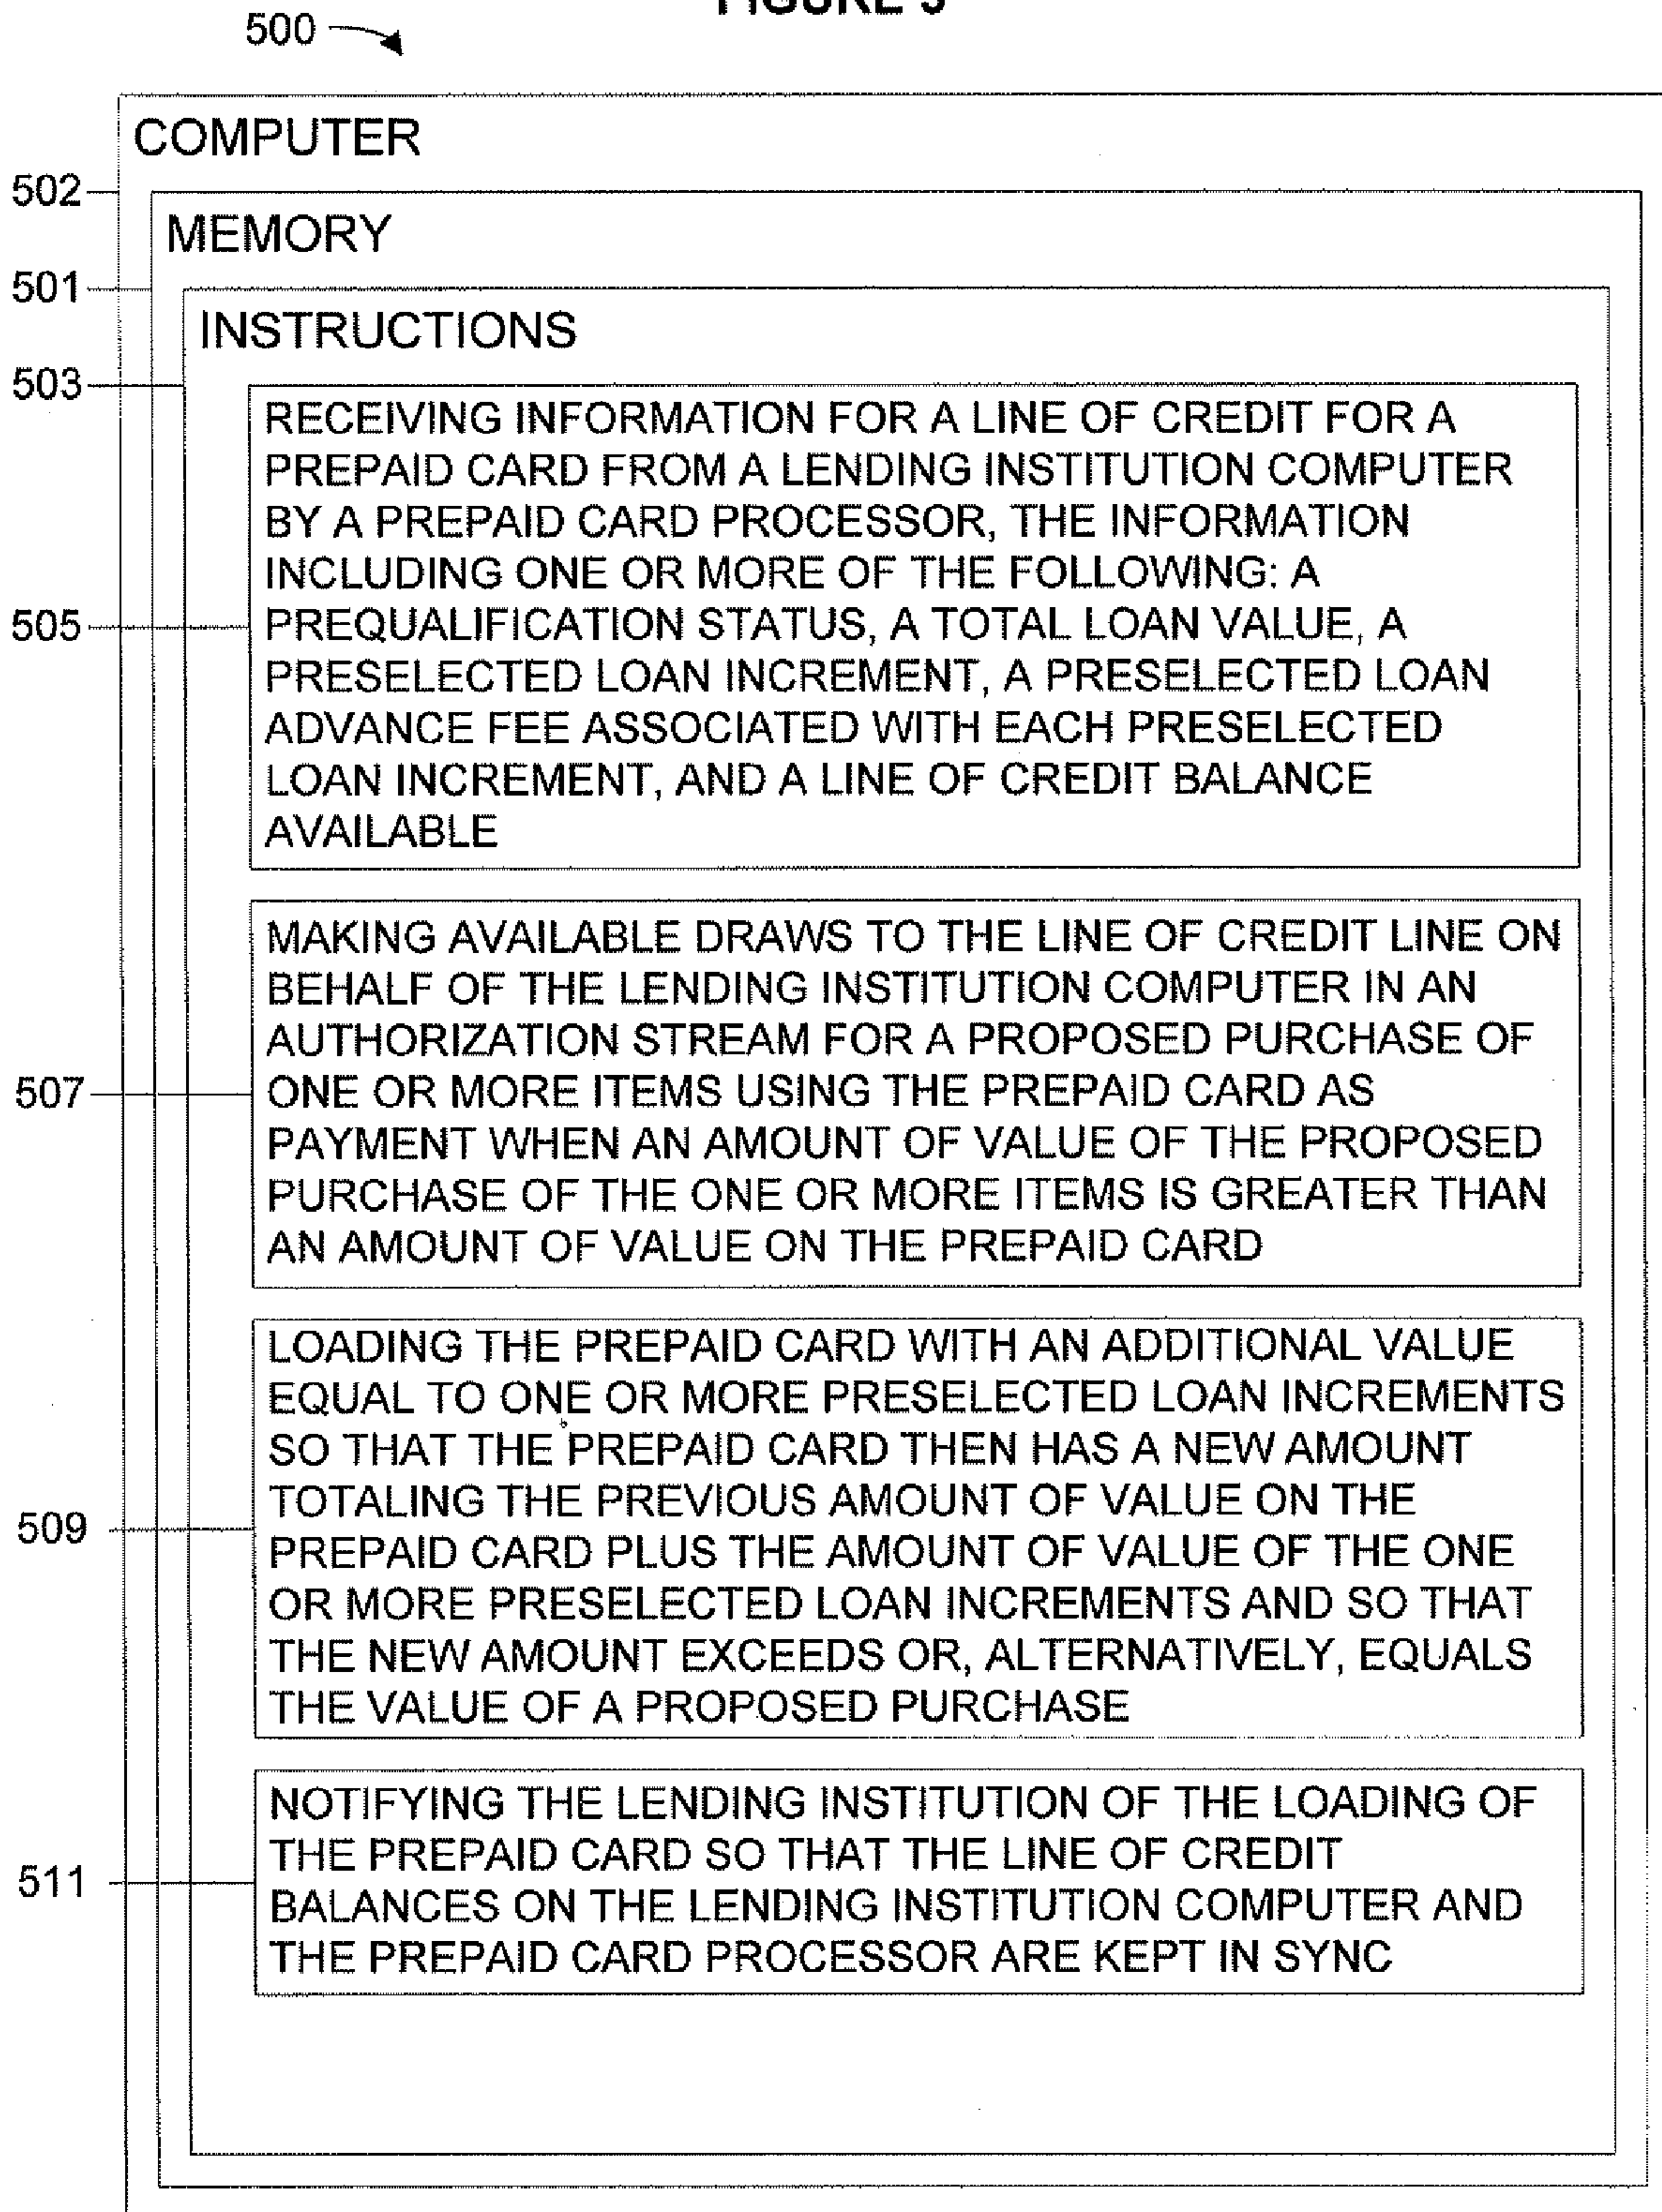 FIGURE 5
500
COMPUTER
502
MEMORY
501
INSTRUCTIONS
503
RECEIVING INFORMATION FOR A LINE OF CREDIT FOR A
PREPAID CARD FROM A LENDING INSTITUTION COMPUTER
BY A PREPAID CARD PROCESSOR, THE INFORMATION
INCLUDING ONE OR MORE OF THE FOLLOWING: A
505
PREQUALIFICATION STATUS, A TOTAL LOAN VALUE, A
PRESELECTED LOAN INCREMENT, A PRESELECTED LOAN
ADVANCE FEE ASSOCIATED WITH EACH PRESELECTED
LOAN INCREMENT, AND A LINE OF CREDIT BALANCE
AVAILABLE
MAKING AVAILABLE DRAWS TO THE LINE OF CREDIT LINE ON
BEHALF OF THE LENDING INSTITUTION COMPUTER IN AN
AUTHORIZATION STREAM FOR A PROPOSED PURCHASE OF
507
ONE OR MORE ITEMS USING THE PREPAID CARD AS
PAYMENT WHEN AN AMOUNT OF VALUE OF THE PROPOSED
PURCHASE OF THE ONE OR MORE ITEMS IS GREATER THAN
AN AMOUNT OF VALUE ON THE PREPAID CARD
LOADING THE PREPAID CARD WITH AN ADDITIONAL VALUE
EQUAL TO ONE OR MORE PRESELECTED LOAN INCREMENTS
SO THAT THE PREPAID CARD THEN HAS A NEW AMOUNT
TOTALING THE PREVIOUS AMOUNT OF VALUE ON THE
509
PREPAID CARD PLUS THE AMOUNT OF VALUE OF THE ONE
OR MORE PRESELECTED LOAN INCREMENTS AND SO THAT
THE NEW AMOUNT EXCEEDS OR, ALTERNATIVELY, EQUALS
THE VALUE OF A PROPOSED PURCHASE
NOTIFYING THE LENDING INSTITUTION OF THE LOADING OF
THE PREPAID CARD SO THAT THE LINE OF CREDIT
511
BALANCES ON THE LENDING INSTITUTION COMPUTER AND
THE PREPAID CARD PROCESSOR ARE KEPT IN SYNC